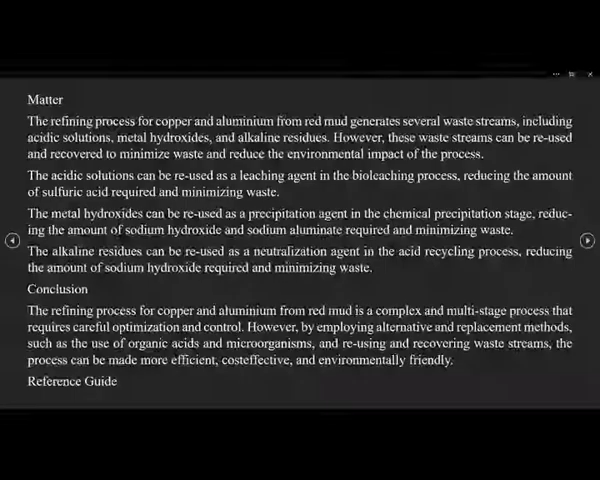 Matter
The refining process for copper and aluminium from red mud generates several waste streams, including
acidic solutions, metal hydroxides, and alkaline residues. However, these waste streams can be re-used
and recovered to minimize waste and reduce the environmental impact of the process.
The acidic solutions can be re-used as a leaching agent in the bioleaching process, reducing the amount
of sulfuric acid required and minimizing waste.
The metal hydroxides can be re-used as a precipitation agent in the chemical precipitation stage, reduc-
ing the amount of sodium hydroxide and sodium aluminate required and minimizing waste.
The alkaline residues can be re-used as a neutralization agent in the acid recycling process, reducing
the amount of sodium hydroxide required and minimizing waste.
Conclusion
The refining process for copper and aluminium from red mud is a complex and multi-stage process that
requires careful optimization and control. However, by employing alternative and replacement methods,
such as the use of organic acids and microorganisms, and re-using and recovering waste streams, the
process can be made more efficient, costeffective, and environmentally friendly.
Reference Guide